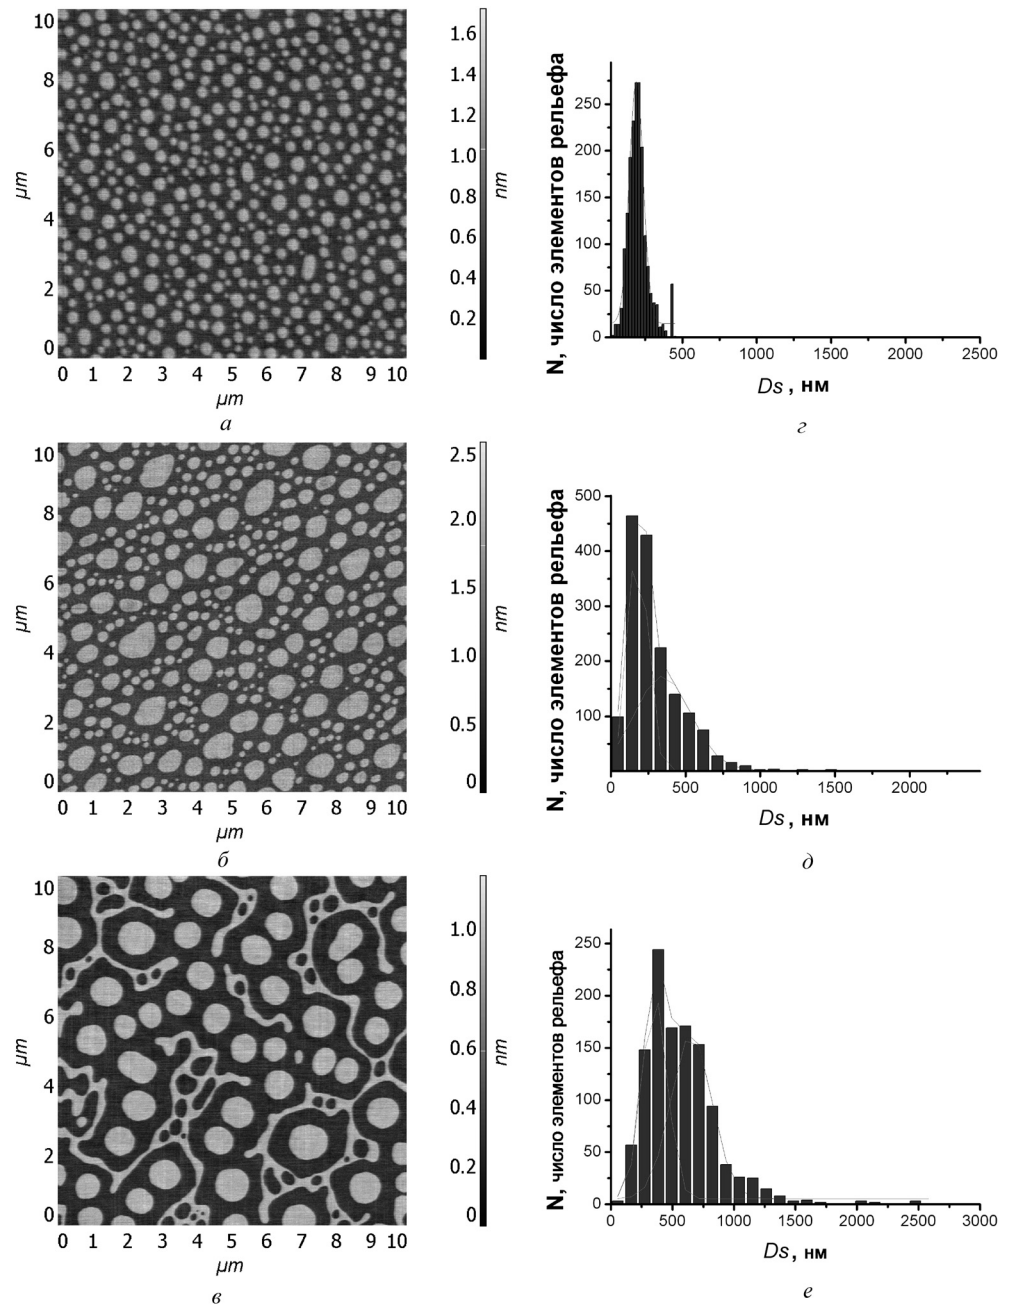 10
8
6
4
2
0
μm
0 1 2 3 4 5 6 7 8 9 10
μm
а
1.6
1.4
1.2
1.0
0.8
0.6
0.4
0.2
nm
N, число элементов рельефа
250
200
150
100
50
0
500 1000 1500 2000 2500
Ds, нм
г
10
8
6
4
2
0
μm
0 1 2 3 4 5 6 7 8 9 10
μm
б
2.5
2.0
1.5
1.0
0.5
0
nm
N, число элементов рельефа
500
400
300
200
100
0 500 1000 1500 2000
Ds, нм
д
10
8
6
4
2
0
μm
0 1 2 3 4 5 6 7 8 9 10
μm
в
1.0
0.8
0.6
0.4
0.2
0
nm
N, число элементов рельефа
250
200
150
100
50
0
0 500 1000 1500 2000 2500 3000
Ds, нм
е